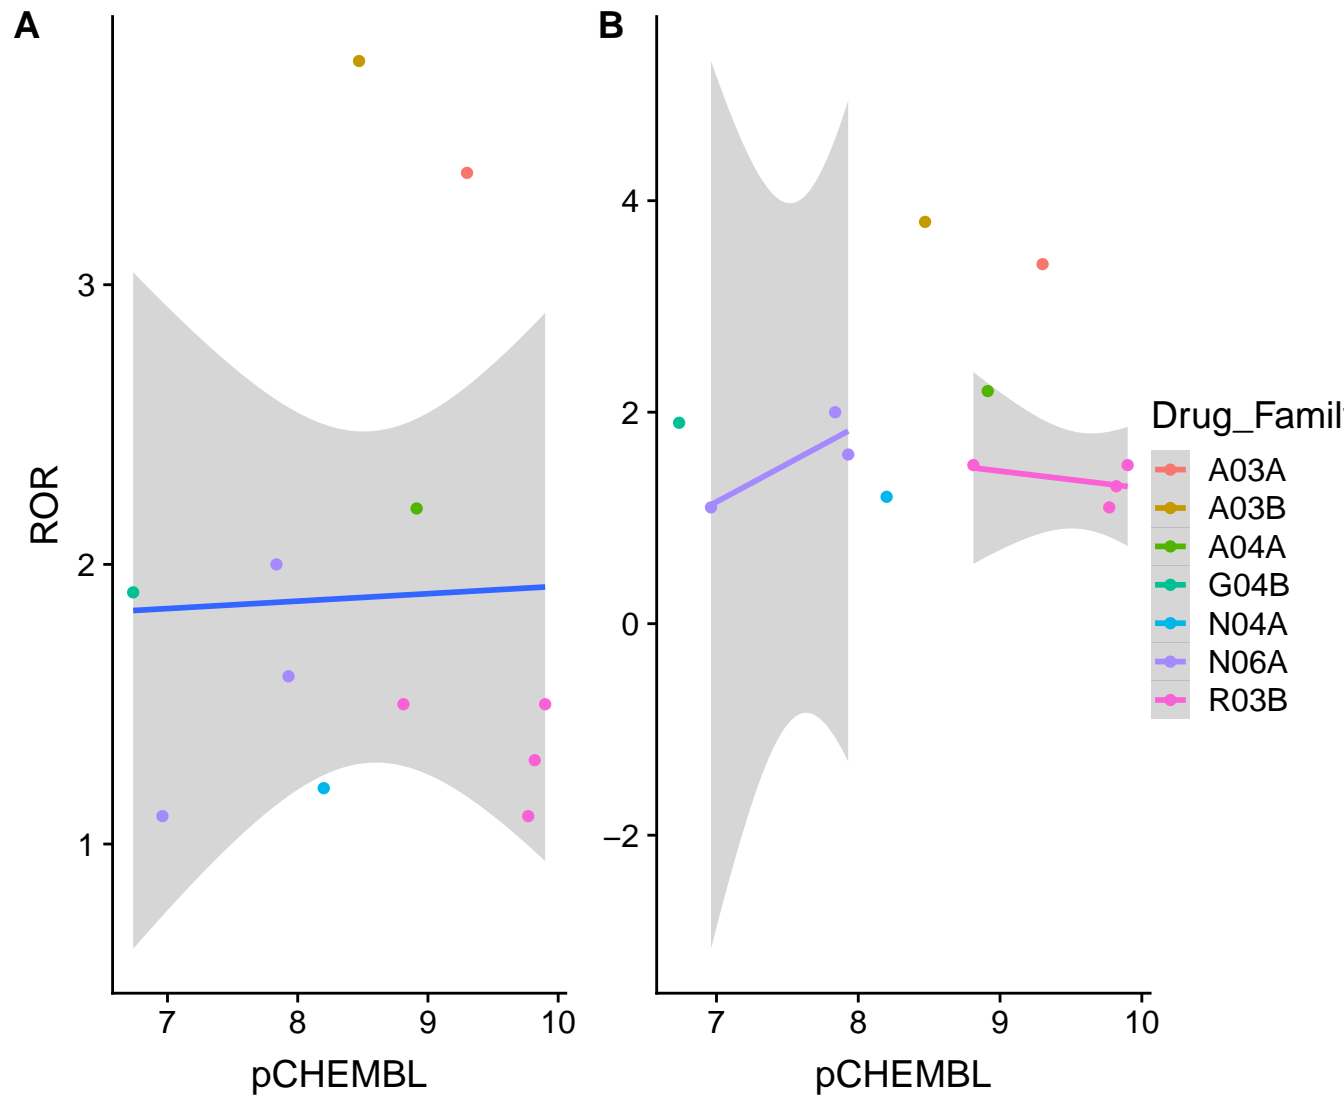 A
B
ROR
3
2
1
7
8
9
10
pCHEMBL
4
2
0
−2
7
8
9
10
pCHEMBL
Drug_Family
A03A
A03B
A04A
G04B
N04A
N06A
R03B